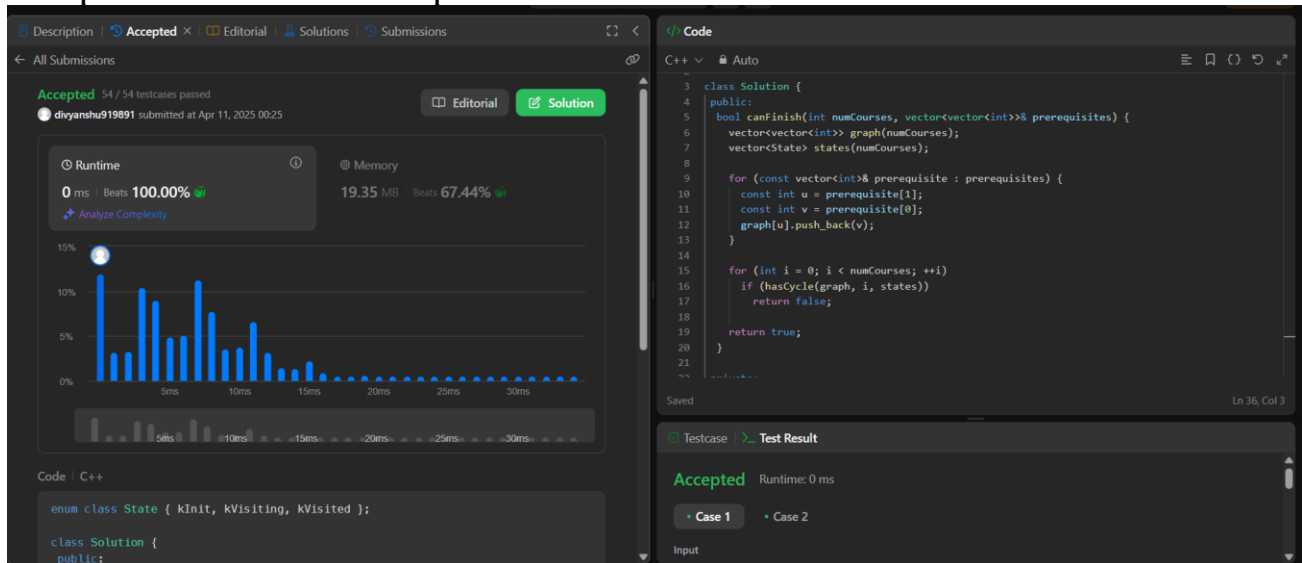 Description
Accepted ×
Editorial
Solutions
Submissions
← All Submissions
Accepted 54 / 54 testcases passed
divyanshu919891 submitted at Apr 11, 2025 00:25
Editorial
Solution
Runtime
0 ms | Beats 100.00%
Analyze Complexity
Memory
19.35 MB | Beats 67.44%
15%
10%
5%
0%
5ms 10ms 15ms 20ms 25ms 30ms
5ms 10ms 15ms 20ms 25ms 30ms
Code | C++
enum class State { kInit, kVisiting, kVisited };
class Solution {
public:
</> Code
C++ Auto
3 class Solution {
4 public:
5 bool canFinish(int numCourses, vector<vector<int>>& prerequisites) {
6 vector<vector<int>> graph(numCourses);
7 vector<State> states(numCourses);
8
9 for (const vector<int>& prerequisite : prerequisites) {
10 const int u = prerequisite[1];
11 const int v = prerequisite[0];
12 graph[u].push_back(v);
13 }
14
15 for (int i = 0; i < numCourses; ++i)
16 if (hasCycle(graph, i, states))
17 return false;
18
19 return true;
20 }
21
Saved
Ln 36, Col 3
Testcase
>_ Test Result
Accepted Runtime: 0 ms
• Case 1 • Case 2
Input